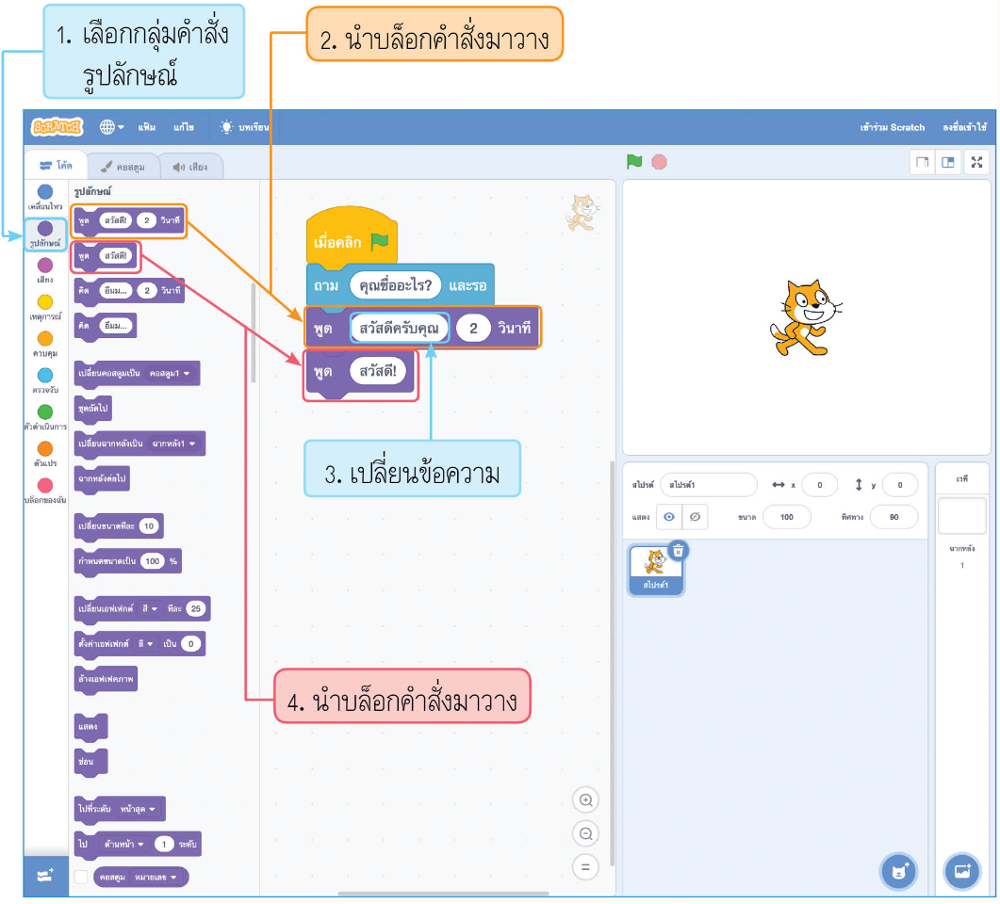 1. เลือกกลุ่มคำสั่ง
รูปลักษณ์
2. นำบล็อกคำสั่งมาวาง
SCRATCH แฟ้ม แก้ไข บทเรียน เข้าร่วม Scratch ลงชื่อเข้าใช้
โค้ด คอสตูม เสียง
เคลื่อนไหว
รูปลักษณ์
เสียง
เหตุการณ์
ควบคุม
ตรวจจับ
ตัวดำเนินการ
ตัวแปร
บล็อกของฉัน
รูปลักษณ์
พูด สวัสดี! 2 วินาที
พูด สวัสดี!
คิด อืมม... 2 วินาที
คิด อืมม...
เปลี่ยนคอสตูมเป็น คอสตูม1
ชุดถัดไป
เปลี่ยนฉากหลังเป็น ฉากหลัง1
ฉากหลังต่อไป
เปลี่ยนขนาดทีละ 10
กำหนดขนาดเป็น 100 %
เปลี่ยนเอฟเฟกต์ สี ทีละ 25
ตั้งค่าเอฟเฟกต์ สี เป็น 0
ล้างเอฟเฟคภาพ
แสดง
ซ่อน
ไปที่ระดับ หน้าสุด
ไป ด้านหน้า 1 ระดับ
คอสตูม หมายเลข
เมื่อคลิก
ถาม คุณชื่ออะไร? และรอ
พูด สวัสดีครับคุณ 2 วินาที
พูด สวัสดี!
3. เปลี่ยนข้อความ
4. นำบล็อกคำสั่งมาวาง
สไปรต์ สไปรต์1 x 0 y 0
แสดง ขนาด 100 ทิศทาง 90
สไปรต์1
เวที
ฉากหลัง
1